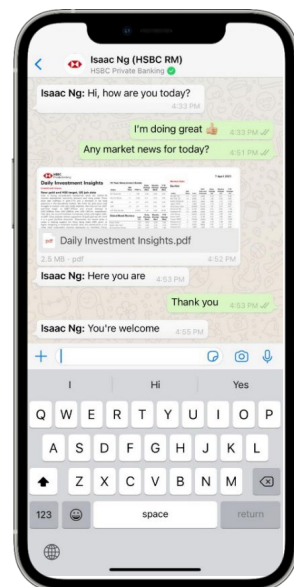 Isaac Ng (HSBC RM)
HSBC Private Banking
Isaac Ng: Hi, how are you today?
4:33 PM
I'm doing great 👍 4:33 PM
Any market news for today? 4:51 PM
HSBC
Daily Investment Insights
Daily Investment Insights.pdf
2.5 MB · pdf 4:52 PM
Isaac Ng: Here you are 4:53 PM
Thank you 4:53 PM
Isaac Ng: You're welcome 4:55 PM
I Hi Yes
Q W E R T Y U I O P
A S D F G H J K L
Z X C V B N M
123 space return